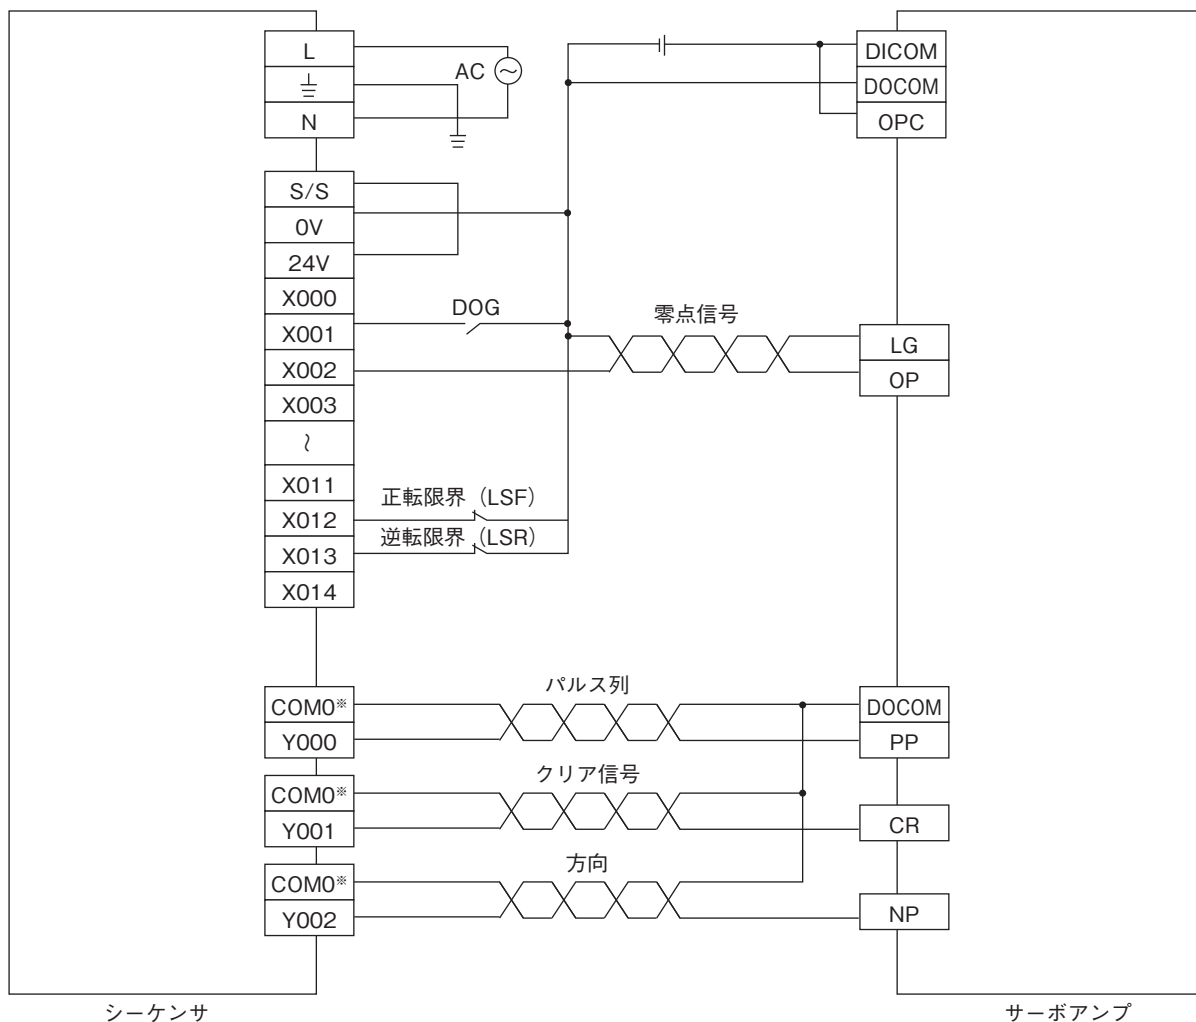 L
AC
N
S/S
0V
24V
X000
X001
X002
X003
~
X011
X012
X013
X014
DOG
正転限界（LSF）
逆転限界（LSR）
DICOM
DOCOM
OPC
零点信号
LG
OP
COM0※
Y000
パルス列
DOCOM
PP
COM0※
Y001
クリア信号
CR
COM0※
Y002
方向
NP
シーケンサ
サーボアンプ